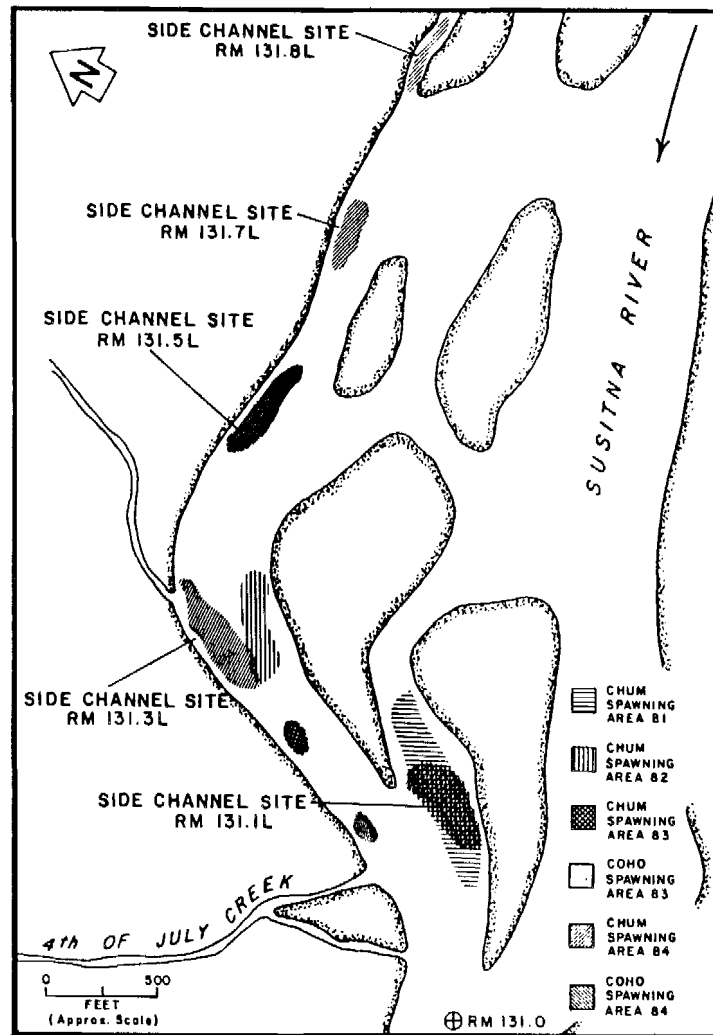 SIDE CHANNEL SITE
RM 131.8L
N
SIDE CHANNEL SITE
RM 131.7L
SIDE CHANNEL SITE
RM 131.5L
SUSITNA RIVER
SIDE CHANNEL SITE
RM 131.3L
SIDE CHANNEL SITE
RM 131.1L
4th OF JULY CREEK
0 500
FEET
(Approx. Scale)
RM 131.0
CHUM
SPAWNING
AREA 81
CHUM
SPAWNING
AREA 82
CHUM
SPAWNING
AREA 83
COHO
SPAWNING
AREA 83
CHUM
SPAWNING
AREA 84
COHO
SPAWNING
AREA 84